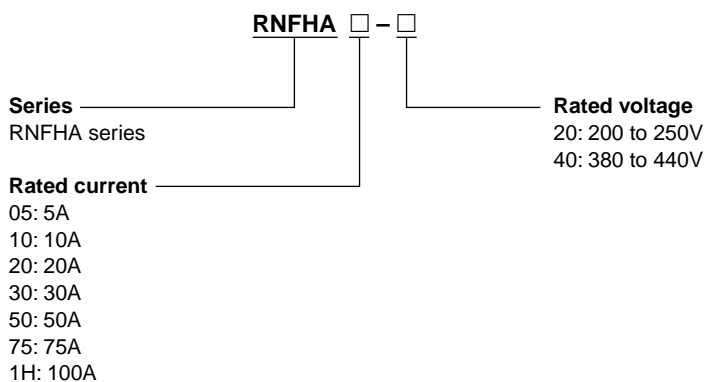 RNFHA □ – □
Series
RNFHA series
Rated current
05: 5A
10: 10A
20: 20A
30: 30A
50: 50A
75: 75A
1H: 100A
Rated voltage
20: 200 to 250V
40: 380 to 440V